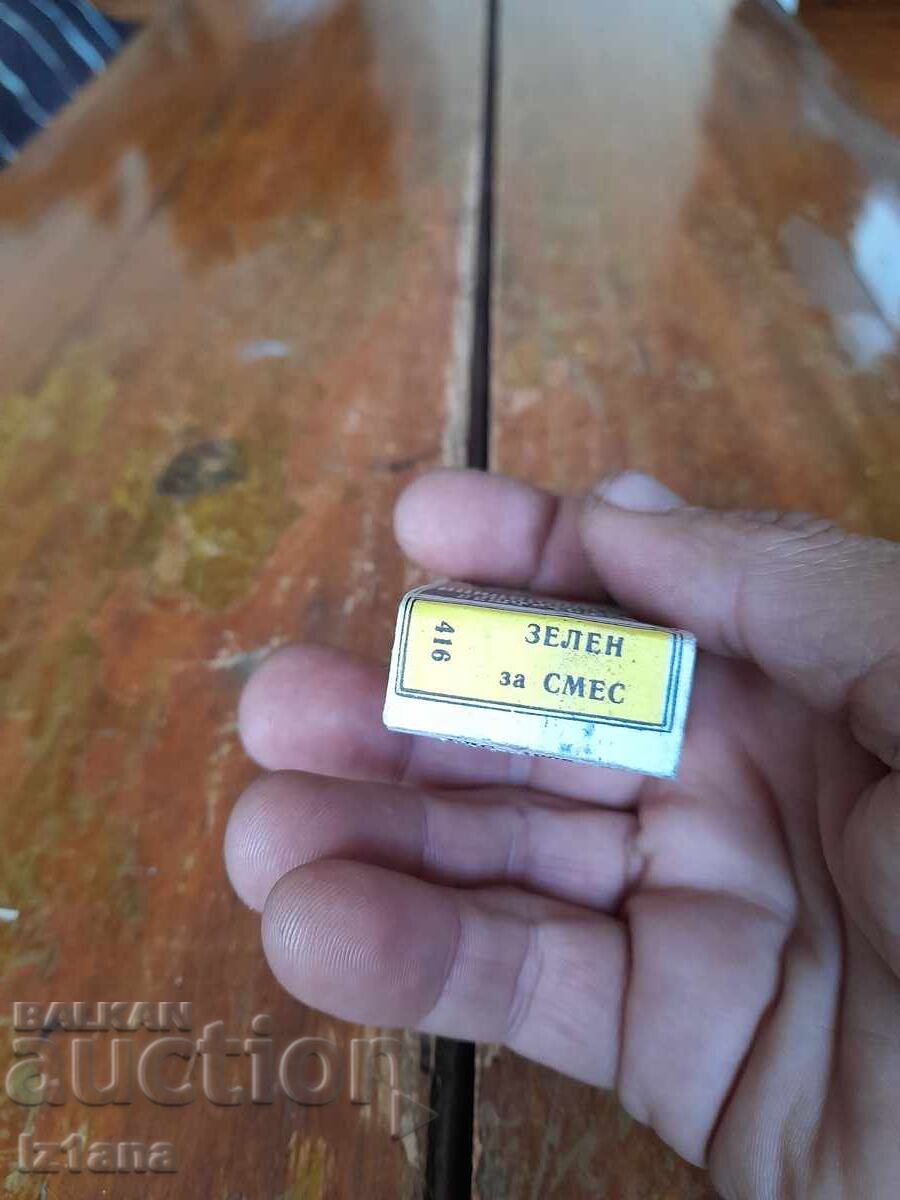 416
ЗЕЛЕН
за СМЕС
BALKAN
auction
iz1ana